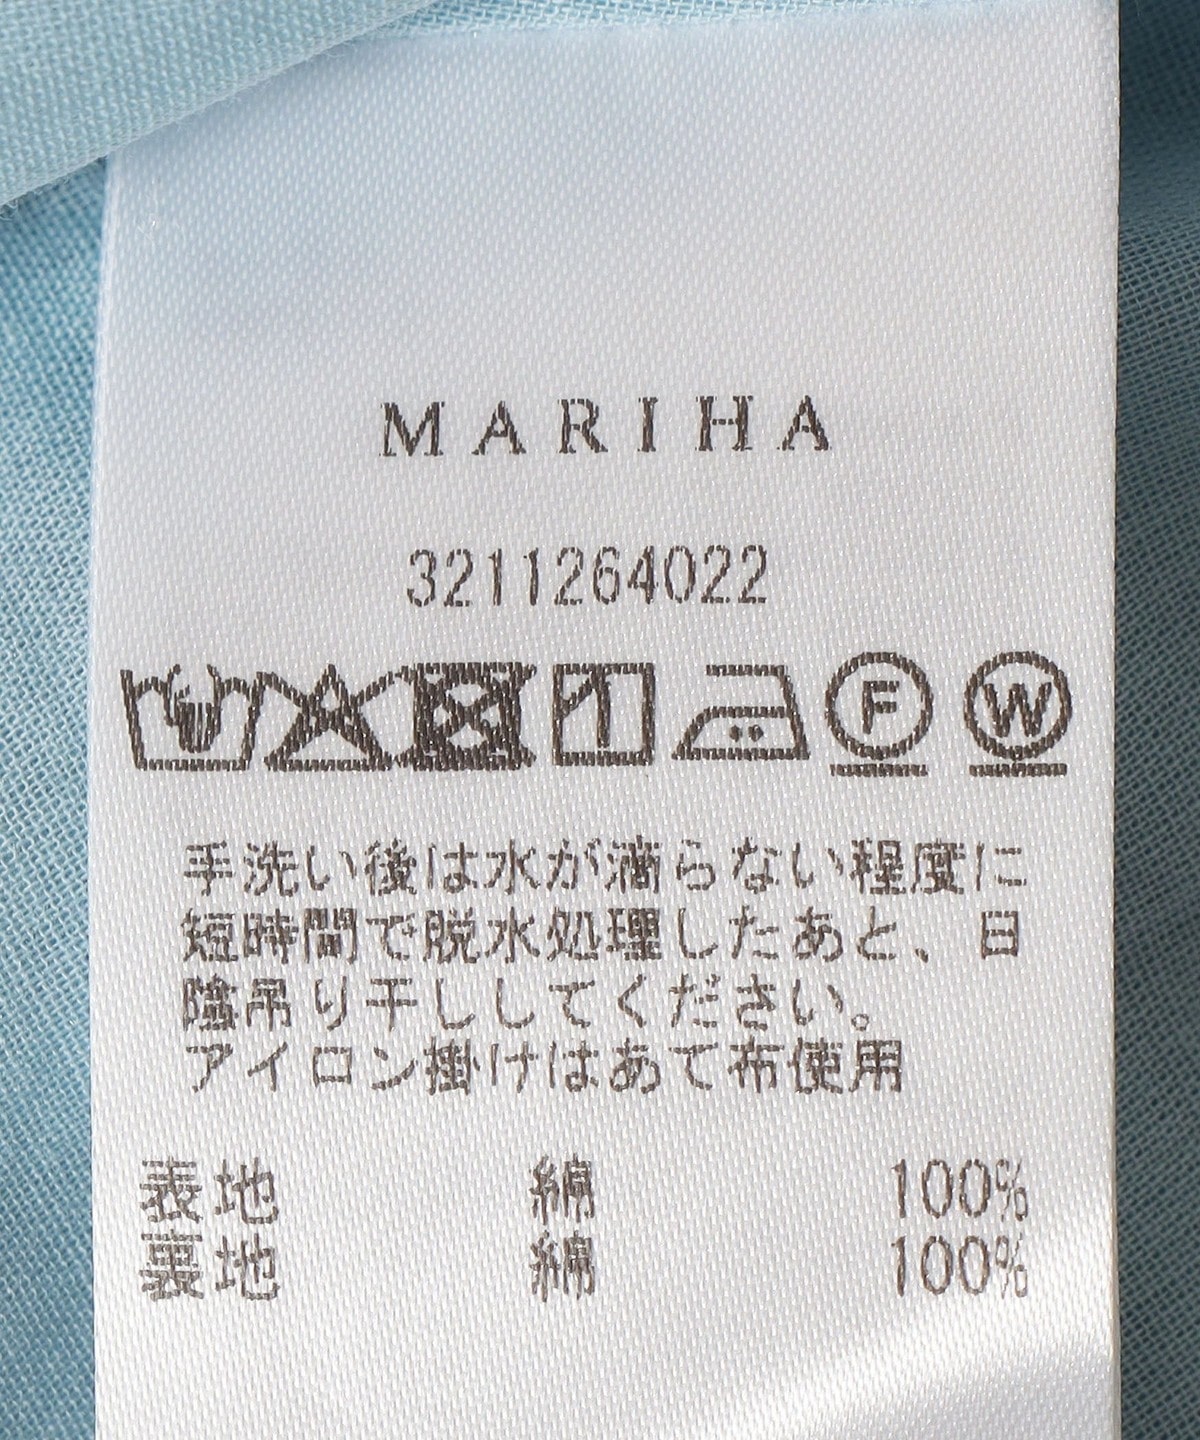 MARIHA
3211264022
F W
手洗い後は水が滴らない程度に
短時間で脱水処理したあと、日
陰吊り干ししてください。
アイロン掛けはあて布使用
表地 綿 100%
裏地 綿 100%